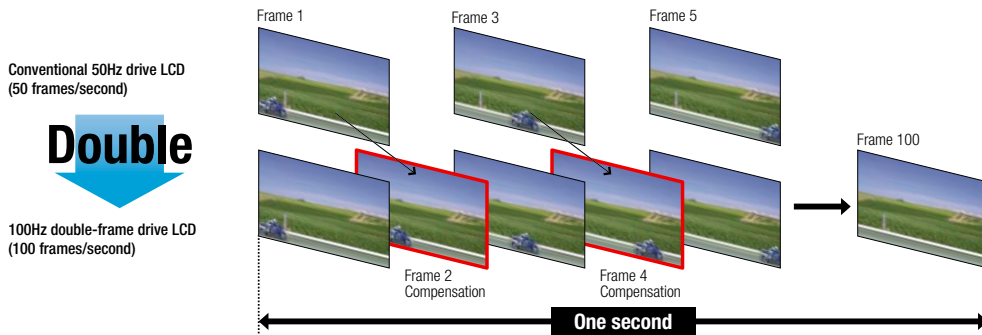 Frame 1
Frame 3
Frame 5
Conventional 50Hz drive LCD
(50 frames/second)
Double
Frame 100
100Hz double-frame drive LCD
(100 frames/second)
Frame 2
Compensation
Frame 4
Compensation
One second